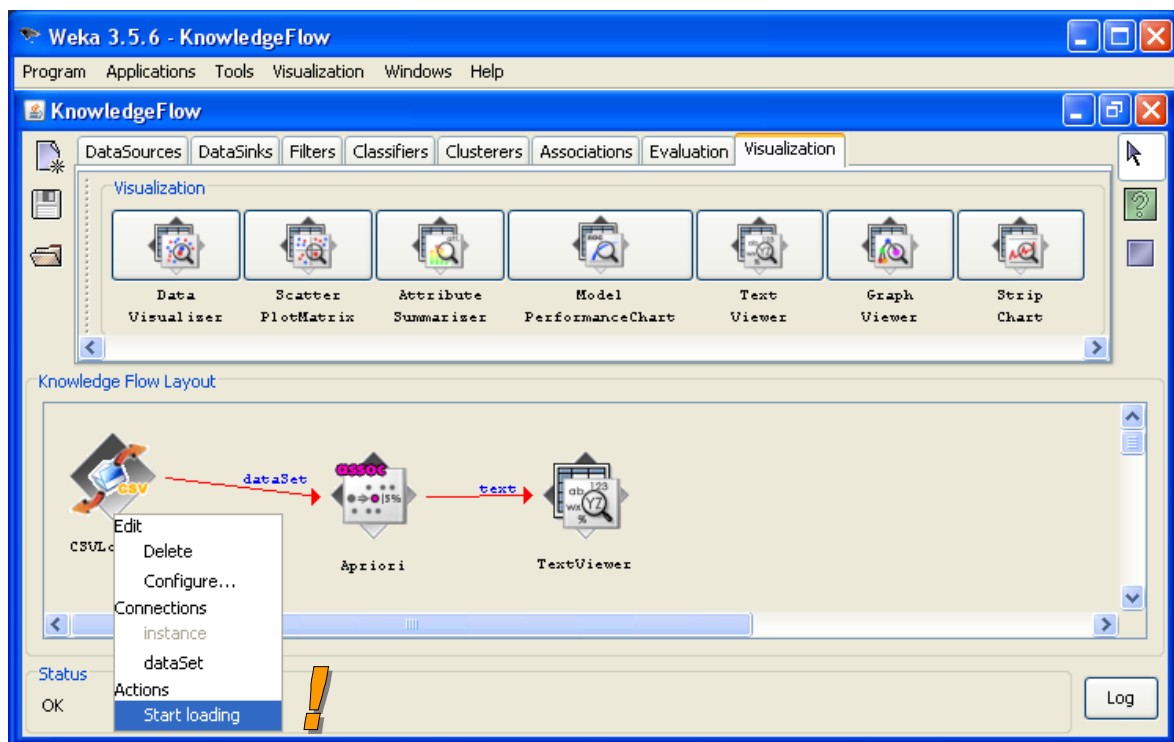 Weka 3.5.6 - KnowledgeFlow
Program Applications Tools Visualization Windows Help
KnowledgeFlow
DataSources DataSinks Filters Classifiers Clusterers Associations Evaluation Visualization
Visualization
Data Scatter Attribute Model Text Graph Strip
Visualizer PlotMatrix Summarizer PerformanceChart Viewer Viewer Chart
Knowledge Flow Layout
dataSet
text
assoc
CSV
CSVLo
Apriori
TextViewer
Edit
Delete
Configure...
Connections
instance
dataSet
Actions
Start loading
!
Status
OK
Log